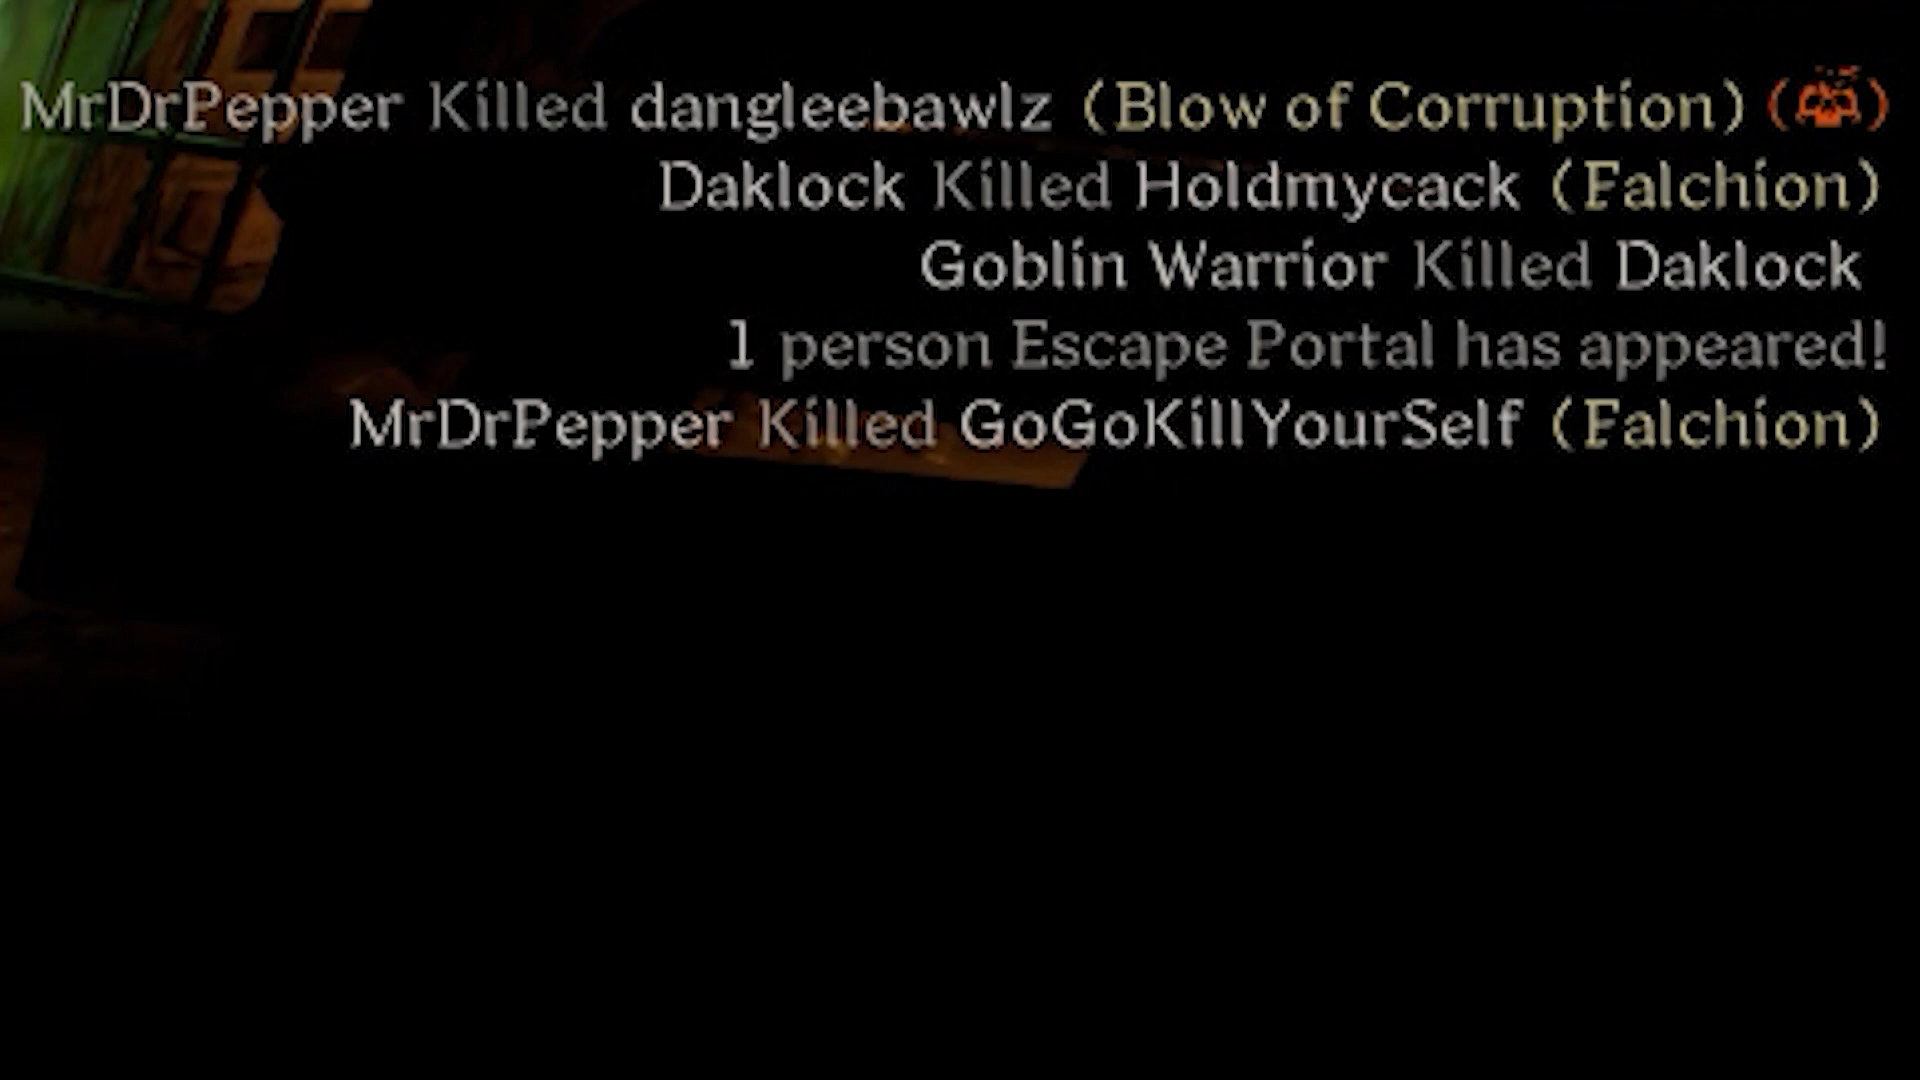 MrDrPepper Killed dangleebawlz (Blow of Corruption) ()
Daklock Killed Holdmycack (Falchion)
Goblin Warrior Killed Daklock
1 person Escape Portal has appeared!
MrDrPepper Killed GoGoKillYourSelf (Falchion)